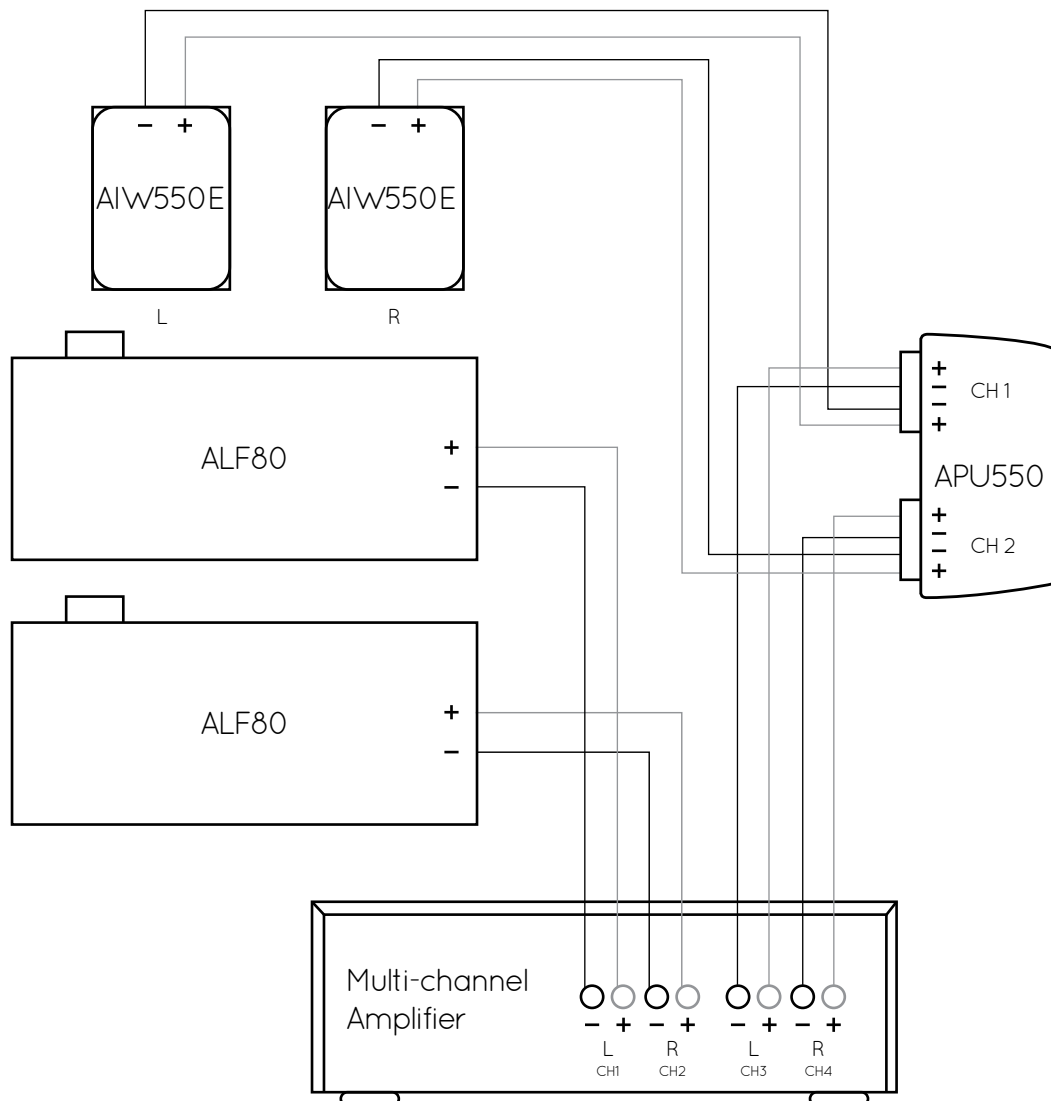 − +
− +
AIW550E
AIW550E
L
R
+
−
CH 1
−
+
ALF80
+
−
APU550
+
−
CH 2
−
+
ALF80
+
−
Multi-channel
Amplifier
− + − + − + − +
L R L R
CH1 CH2 CH3 CH4